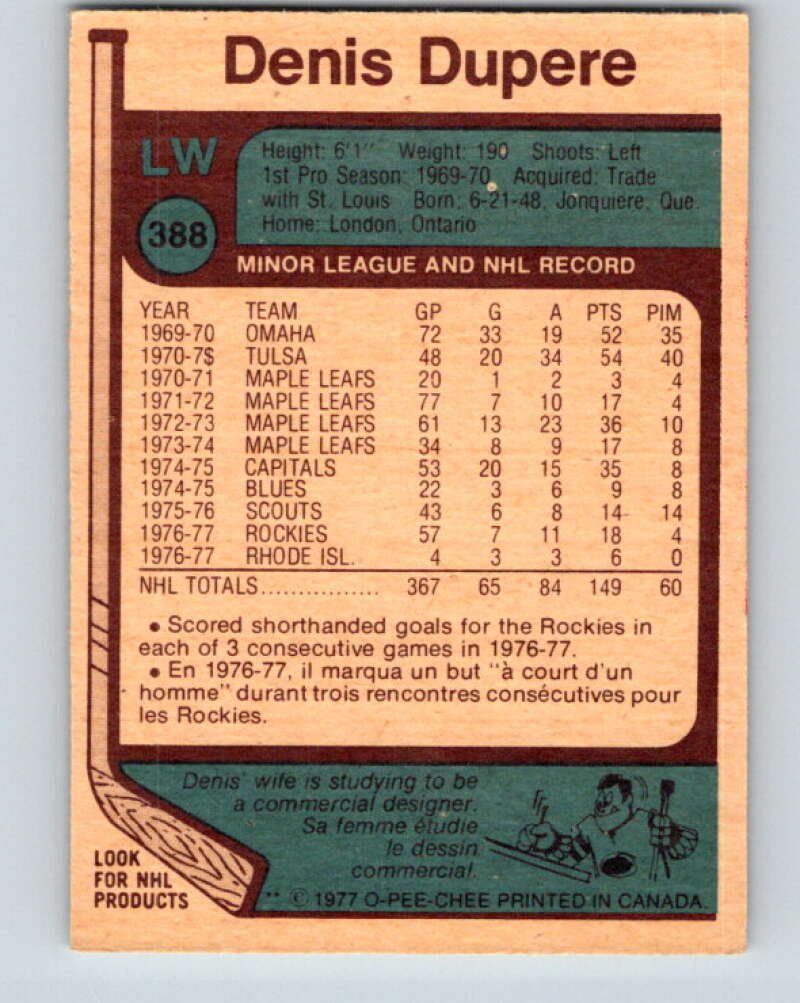 Denis Dupere
LW
388
Height: 6'1" Weight: 190 Shoots: Left
1st Pro Season: 1969-70. Acquired: Trade
with St. Louis Born: 6-21-48, Jonquiere, Que.
Home: London, Ontario
MINOR LEAGUE AND NHL RECORD
YEAR TEAM GP G A PTS PIM
1969-70 OMAHA 72 33 19 52 35
1970-7$ TULSA 48 20 34 54 40
1970-71 MAPLE LEAFS 20 1 2 3 4
1971-72 MAPLE LEAFS 77 7 10 17 4
1972-73 MAPLE LEAFS 61 13 23 36 10
1973-74 MAPLE LEAFS 34 8 9 17 8
1974-75 CAPITALS 53 20 15 35 8
1974-75 BLUES 22 3 6 9 8
1975-76 SCOUTS 43 6 8 14 14
1976-77 ROCKIES 57 7 11 18 4
1976-77 RHODE ISL. 4 3 3 6 0
NHL TOTALS................ 367 65 84 149 60
• Scored shorthanded goals for the Rockies in
each of 3 consecutive games in 1976-77.
• En 1976-77, il marqua un but "à court d'un
homme" durant trois rencontres consécutives pour
les Rockies.
Denis' wife is studying to be
a commercial designer.
Sa femme étudie
le dessin
commercial.
LOOK
FOR NHL
PRODUCTS
** © 1977 O-PEE-CHEE PRINTED IN CANADA.